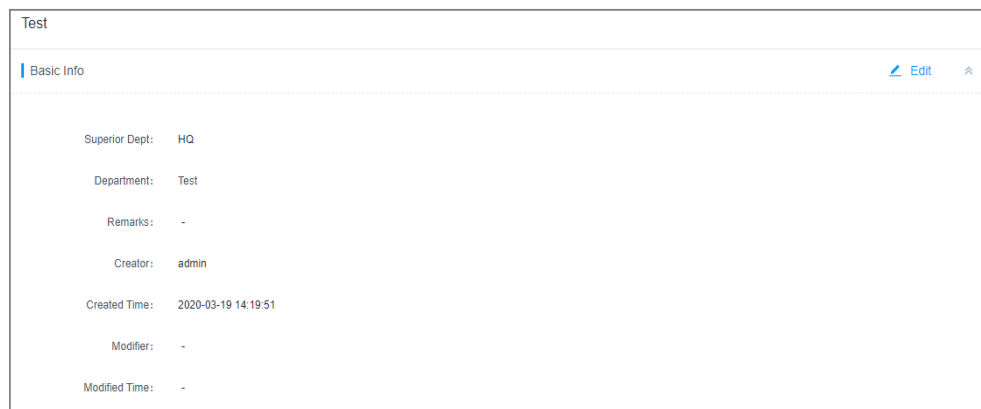 Test
Basic Info Edit
Superior Dept: HQ
Department: Test
Remarks: -
Creator: admin
Created Time: 2020-03-19 14:19:51
Modifier: -
Modified Time: -